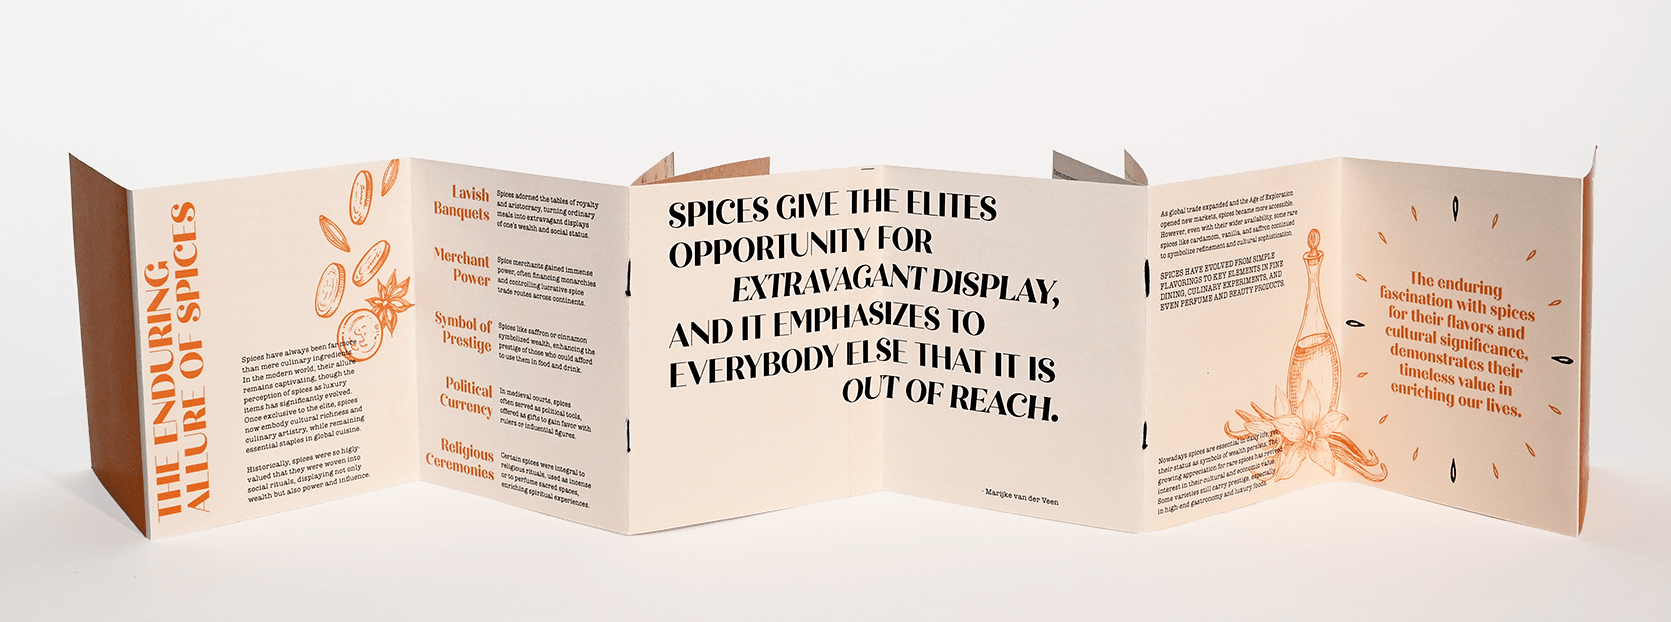 THE ENDURING
ALLURE OF SPICES
Spices have always been far more
than mere culinary ingredients.
In the modern world, their allure
remains captivating, though the
perception of spices as luxury
items has significantly evolved.
Once exclusive to the elite, spices
now embody cultural richness and
culinary artistry, while remaining
essential staples in global cuisine.
Historically, spices were so higly
valued that they were woven into
social rituals, displaying not only
wealth but also power and influence.
Lavish
Banquets
Spices adorned the tables of royalty
and aristocracy, turning ordinary
meals into extravagant displays
of one's wealth and social status.
Merchant
Power
Spice merchants gained immense
power, often financing monarchies
and controlling lucrative spice
trade routes across continents.
Symbol of
Prestige
Spices like saffron or cinnamon
symbolized wealth, enhancing the
prestige of those who could afford
to use them in food and drink.
Political
Currency
In medieval courts, spices
often served as political tools,
offered as gifts to gain favor with
rulers or influential figures.
Religious
Ceremonies
Certain spices were integral to
religious rituals, used as incense
or to perfume sacred spaces,
enriching spiritual experiences.
SPICES GIVE THE ELITES
OPPORTUNITY FOR
EXTRAVAGANT DISPLAY,
AND IT EMPHASIZES TO
EVERYBODY ELSE THAT IT IS
OUT OF REACH.
- Marijke van der Veen
As global trade expanded and the Age of Exploration
opened new markets, spices became more accessible.
However, even with their wider availability, some rare
spices like cardamom, vanilla, and saffron continued
to symbolize refinement and cultural sophistication.
SPICES HAVE EVOLVED FROM SIMPLE
FLAVORINGS TO KEY ELEMENTS IN FINE
DINING, CULINARY EXPERIMENTS, AND
EVEN PERFUME AND BEAUTY PRODUCTS.
Nowadays spices are essential in daily life, yet
their status as symbols of wealth persists. The
growing appreciation for rare spices has revived
interest in their cultural and economic value
Some varieties still carry prestige, especially
in high-end gastronomy and luxury foods.
The enduring
fascination with spices
for their flavors and
cultural significance,
demonstrates their
timeless value in
enriching our lives.